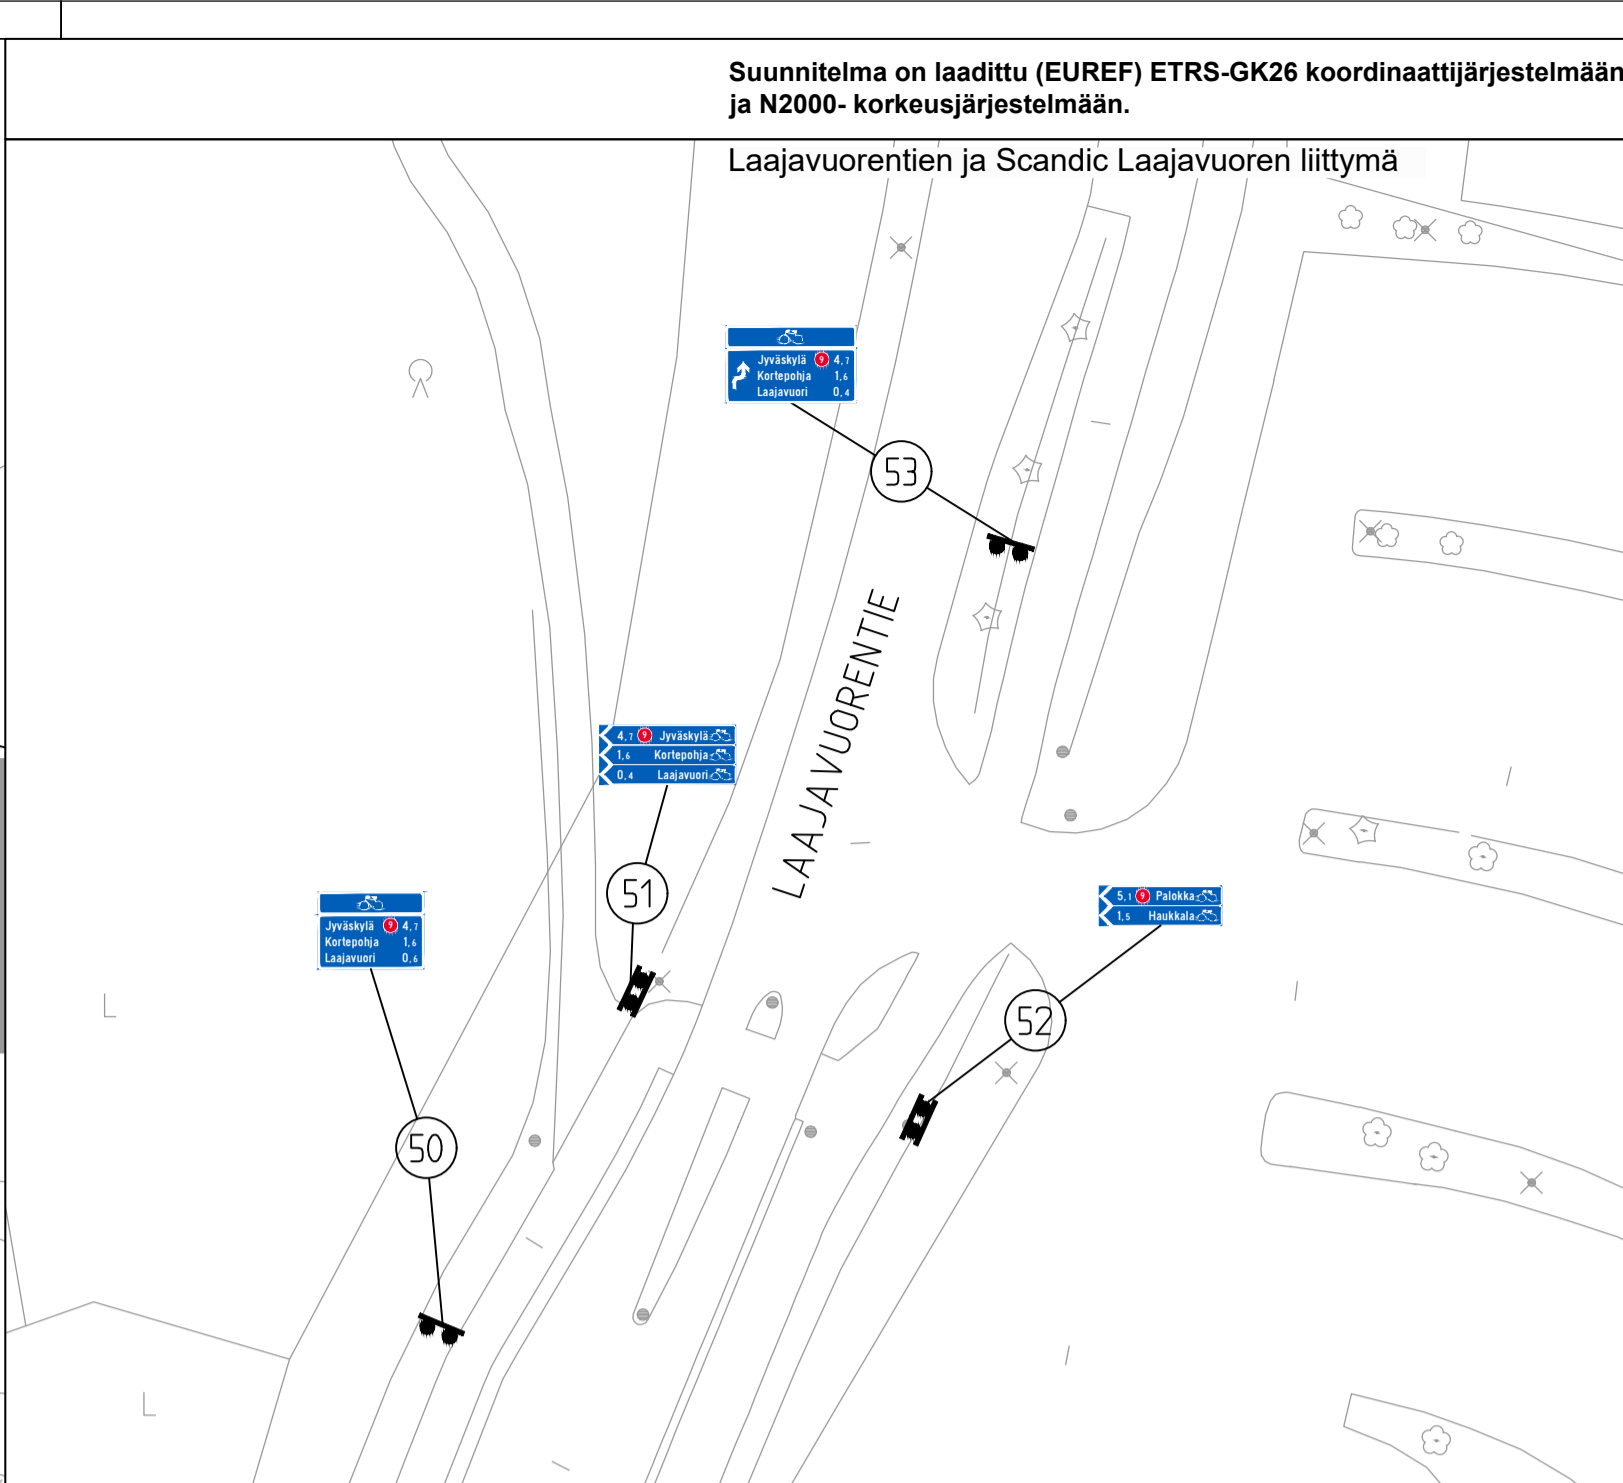 Suunnitelma on laadittu (EUREF) ETRS-GK26 koordinaattijärjestelmään
ja N2000- korkeusjärjestelmään.
Laajavuorentien ja Scandic Laajavuoren liittymä
Jyväskylä 9 4,7
Kortepohja 1,6
Laajavuori 0,4
53
LAAJAVUORENTIE
4,7 9 Jyväskylä
1,6 Kortepohja
0,4 Laajavuori
51
5,1 9 Palokka
1,5 Haukkala
52
Jyväskylä 9 4,7
Kortepohja 1,6
Laajavuori 0,6
50